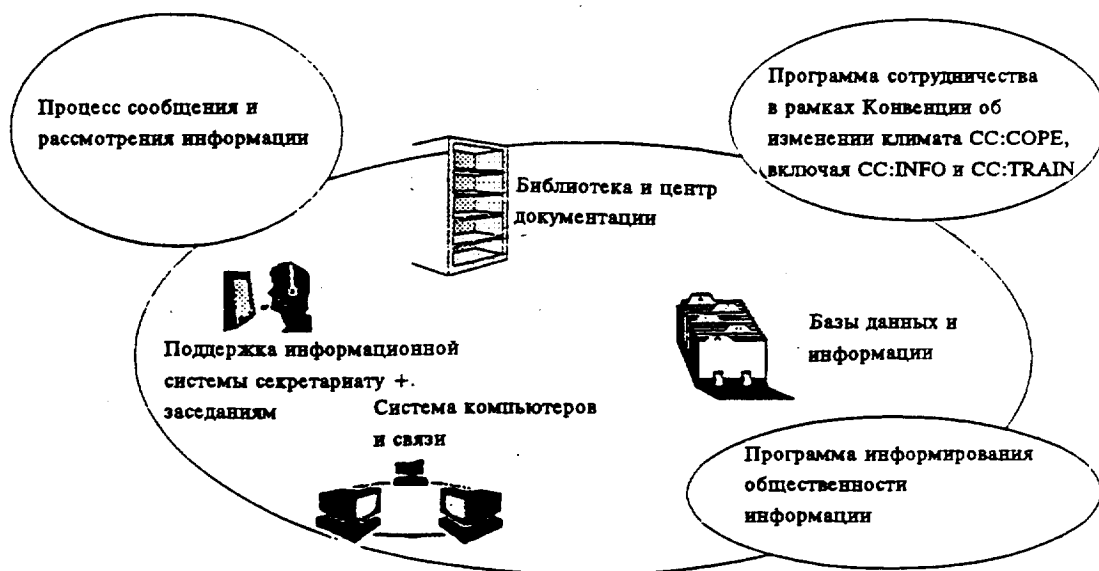 Процесс сообщения и
рассмотрения информации
Программа сотрудничества
в рамках Конвенции об
изменении климата CC:COPE,
включая CC:INFO и CC:TRAIN
Библиотека и центр
документации
Поддержка информационной
системы секретариату +.
заседаниям
Базы данных и
информации
Система компьютеров
и связи
Программа информирования
общественности
информации